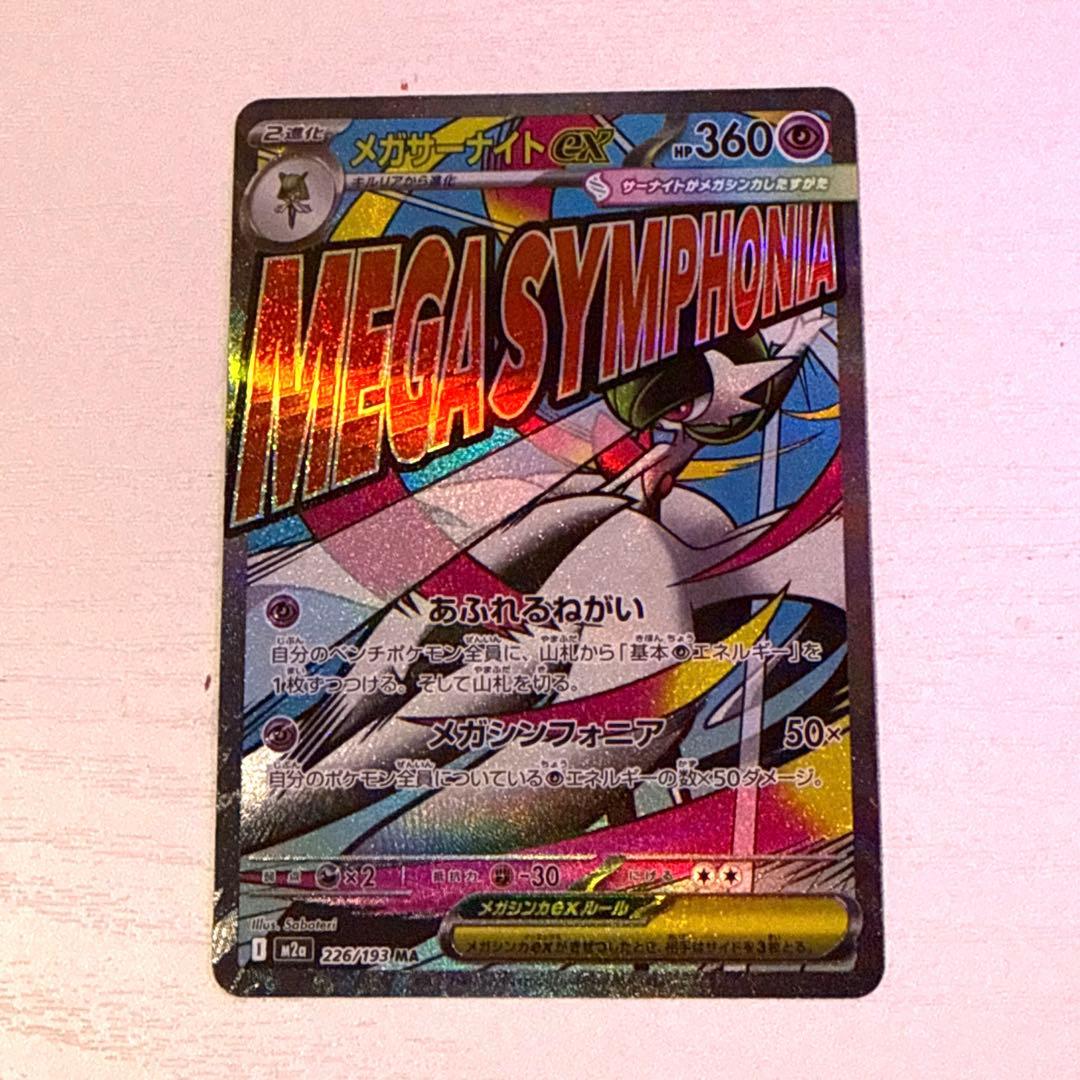 2進化
メガサーナイトex
HP360
キルリアから進化
サーナイトがメガシンカしたすがた
MEGASYMPHONIA
あふれるねがい
自分のベンチポケモン全員に、山札から「基本エネルギー」を
1枚ずつつける。そして山札を切る。
メガシンフォニア 50×
自分のポケモン全員についているエネルギーの数×50ダメージ。
弱点 ×2 抵抗力 -30 にげる
メガシンカexルール
メガシンカexがきぜつしたとき、相手はサイドを3枚とる。
Illus. Saboteri
I M2a 226/193 MA